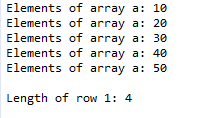 Elements of array a: 10
Elements of array a: 20
Elements of array a: 30
Elements of array a: 40
Elements of array a: 50
Length of row 1: 4